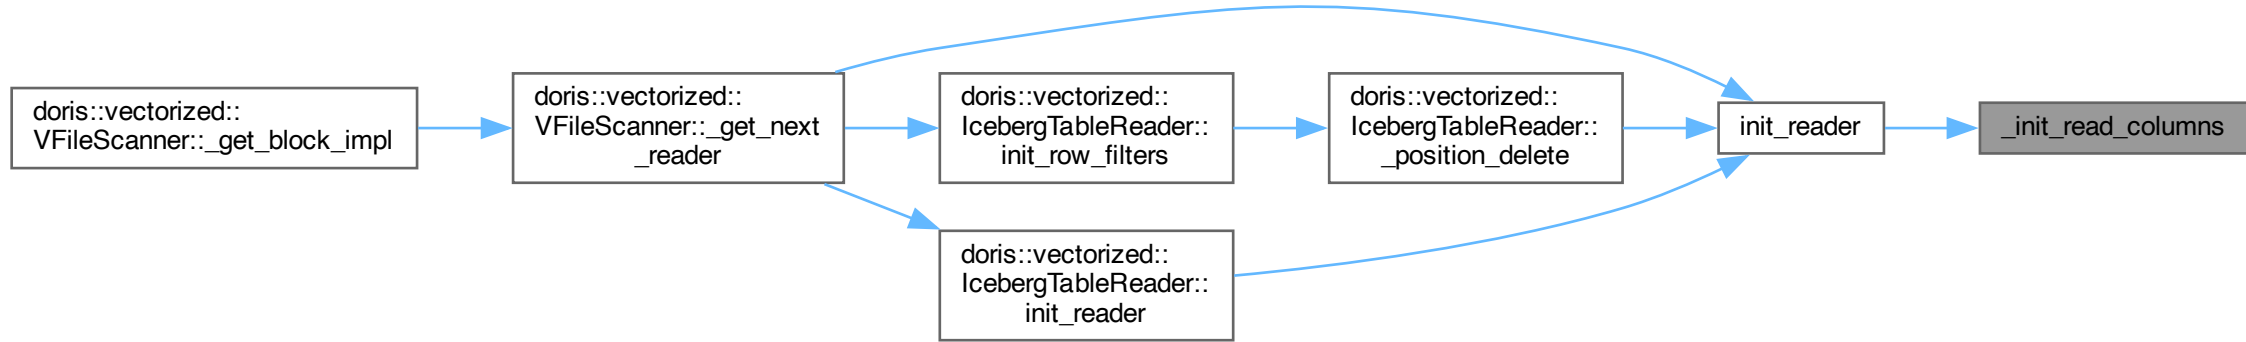 doris::vectorized::
VFileScanner::_get_block_impl
doris::vectorized::
VFileScanner::_get_next
_reader
doris::vectorized::
IcebergTableReader::
init_row_filters
doris::vectorized::
IcebergTableReader::
_position_delete
init_reader
_init_read_columns
doris::vectorized::
IcebergTableReader::
init_reader